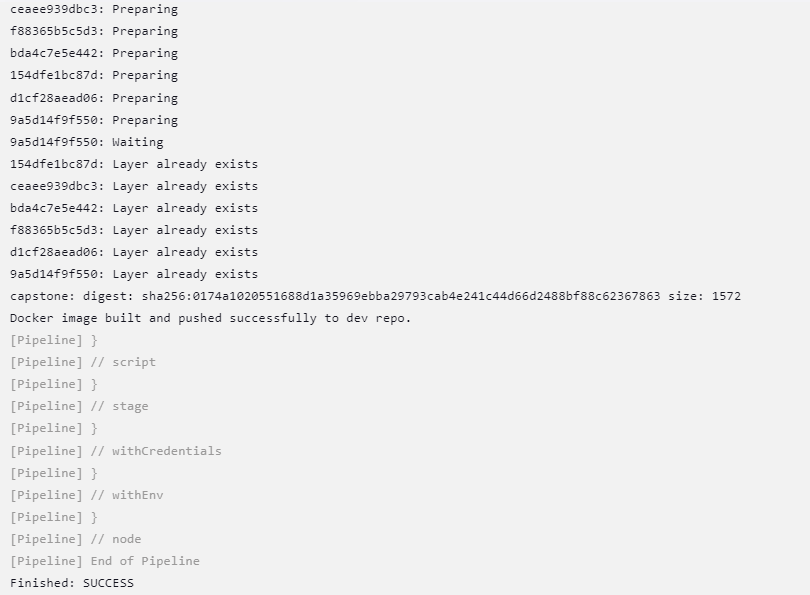 ceaee939dbc3: Preparing
f88365b5c5d3: Preparing
bda4c7e5e442: Preparing
154dfe1bc87d: Preparing
d1cf28aead06: Preparing
9a5d14f9f550: Preparing
9a5d14f9f550: Waiting
154dfe1bc87d: Layer already exists
ceaee939dbc3: Layer already exists
bda4c7e5e442: Layer already exists
f88365b5c5d3: Layer already exists
d1cf28aead06: Layer already exists
9a5d14f9f550: Layer already exists
capstone: digest: sha256:0174a1020551688d1a35969ebba29793cab4e241c44d66d2488bf88c62367863 size: 1572
Docker image built and pushed successfully to dev repo.
[Pipeline] }
[Pipeline] // script
[Pipeline] }
[Pipeline] // stage
[Pipeline] }
[Pipeline] // withCredentials
[Pipeline] }
[Pipeline] // withEnv
[Pipeline] }
[Pipeline] // node
[Pipeline] End of Pipeline
Finished: SUCCESS